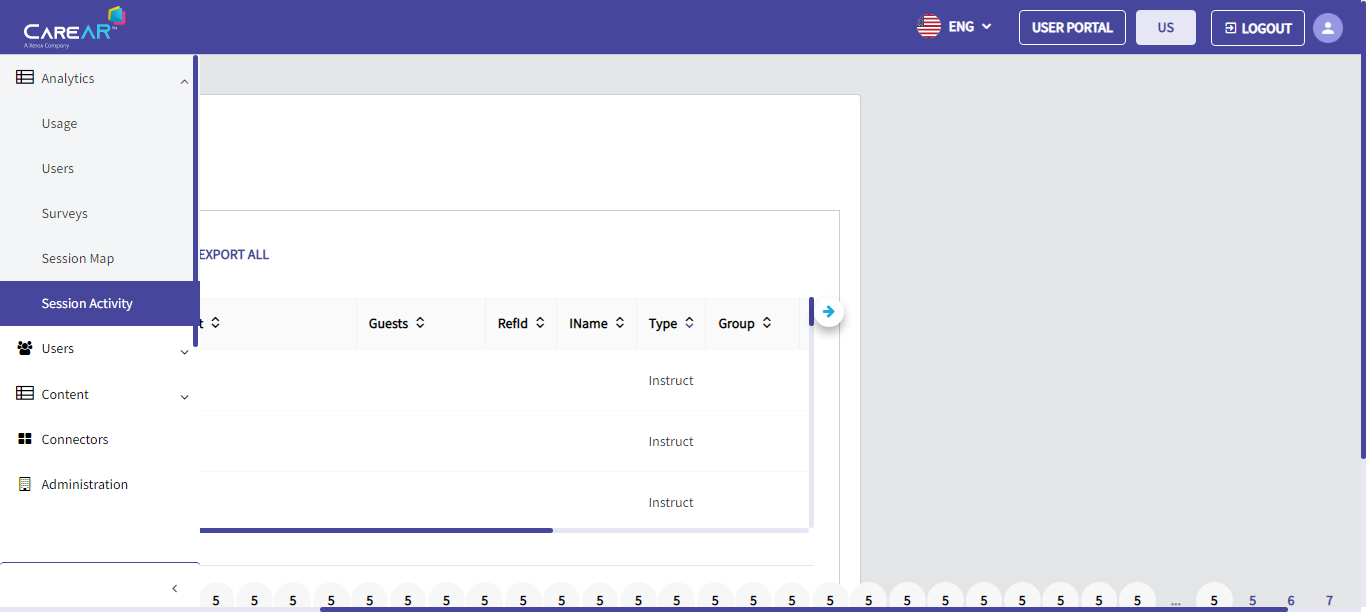 CAREAR™
A Xerox Company
ENG
USER PORTAL
US
LOGOUT
Analytics
Usage
Users
Surveys
Session Map
Session Activity
Users
Content
Connectors
Administration
EXPORT ALL
t Guests RefId IName Type Group
Instruct
Instruct
Instruct
5 5 5 5 5 5 5 5 5 5 5 5 5 5 5 5 5 5 5 5 5 5 5 5 5 ... 5 5 6 7